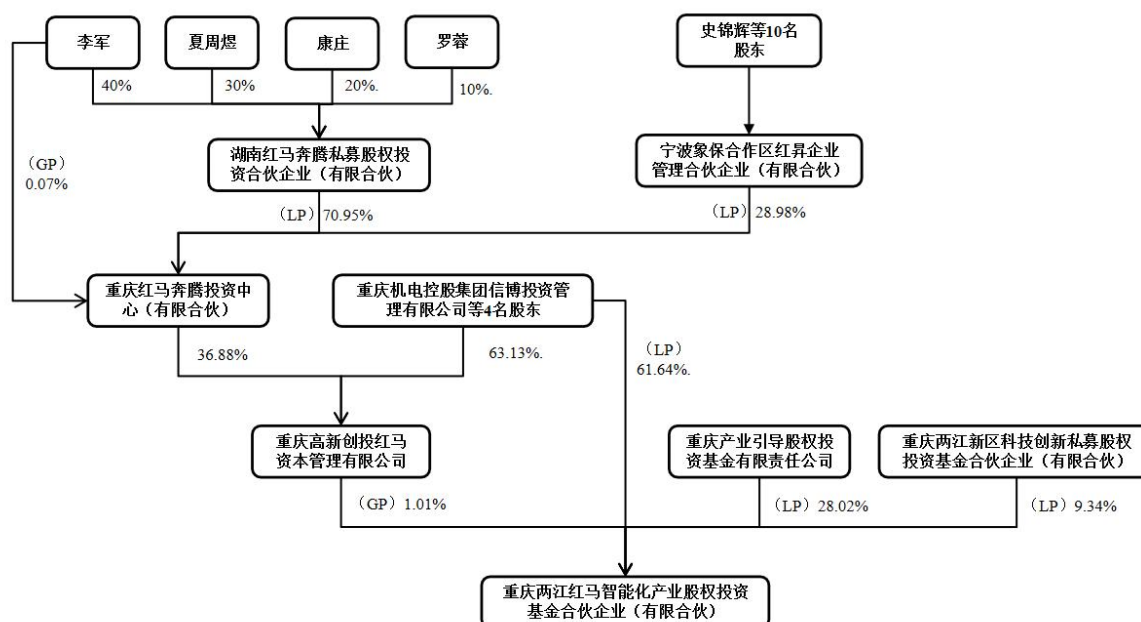 李军
夏周煜
康庄
罗蓉
史锦辉等10名
股东
40%
30%
20%.
10%.
湖南红马奔腾私募股权投
资合伙企业（有限合伙）
宁波象保合作区红昇企业
管理合伙企业（有限合伙）
（GP）
0.07%
（LP）70.95%
（LP）28.98%
重庆红马奔腾投资中
心（有限合伙）
重庆机电控股集团信博投资管
理有限公司等4名股东
36.88%
63.13%.
（LP）
61.64%.
重庆高新创投红马
资本管理有限公司
重庆产业引导股权投
资基金有限责任公司
重庆两江新区科技创新私募股权
投资基金合伙企业（有限合伙）
（GP）1.01%
（LP）28.02%
（LP）9.34%
重庆两江红马智能化产业股权投资
基金合伙企业（有限合伙）